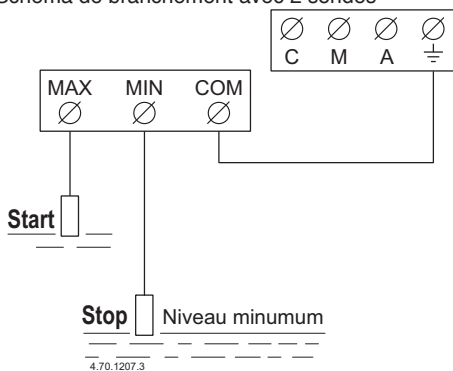 Schéma de branchement avec 2 sondes
C M A
MAX MIN COM
Start
Stop Niveau minumum
4.70.1207.3